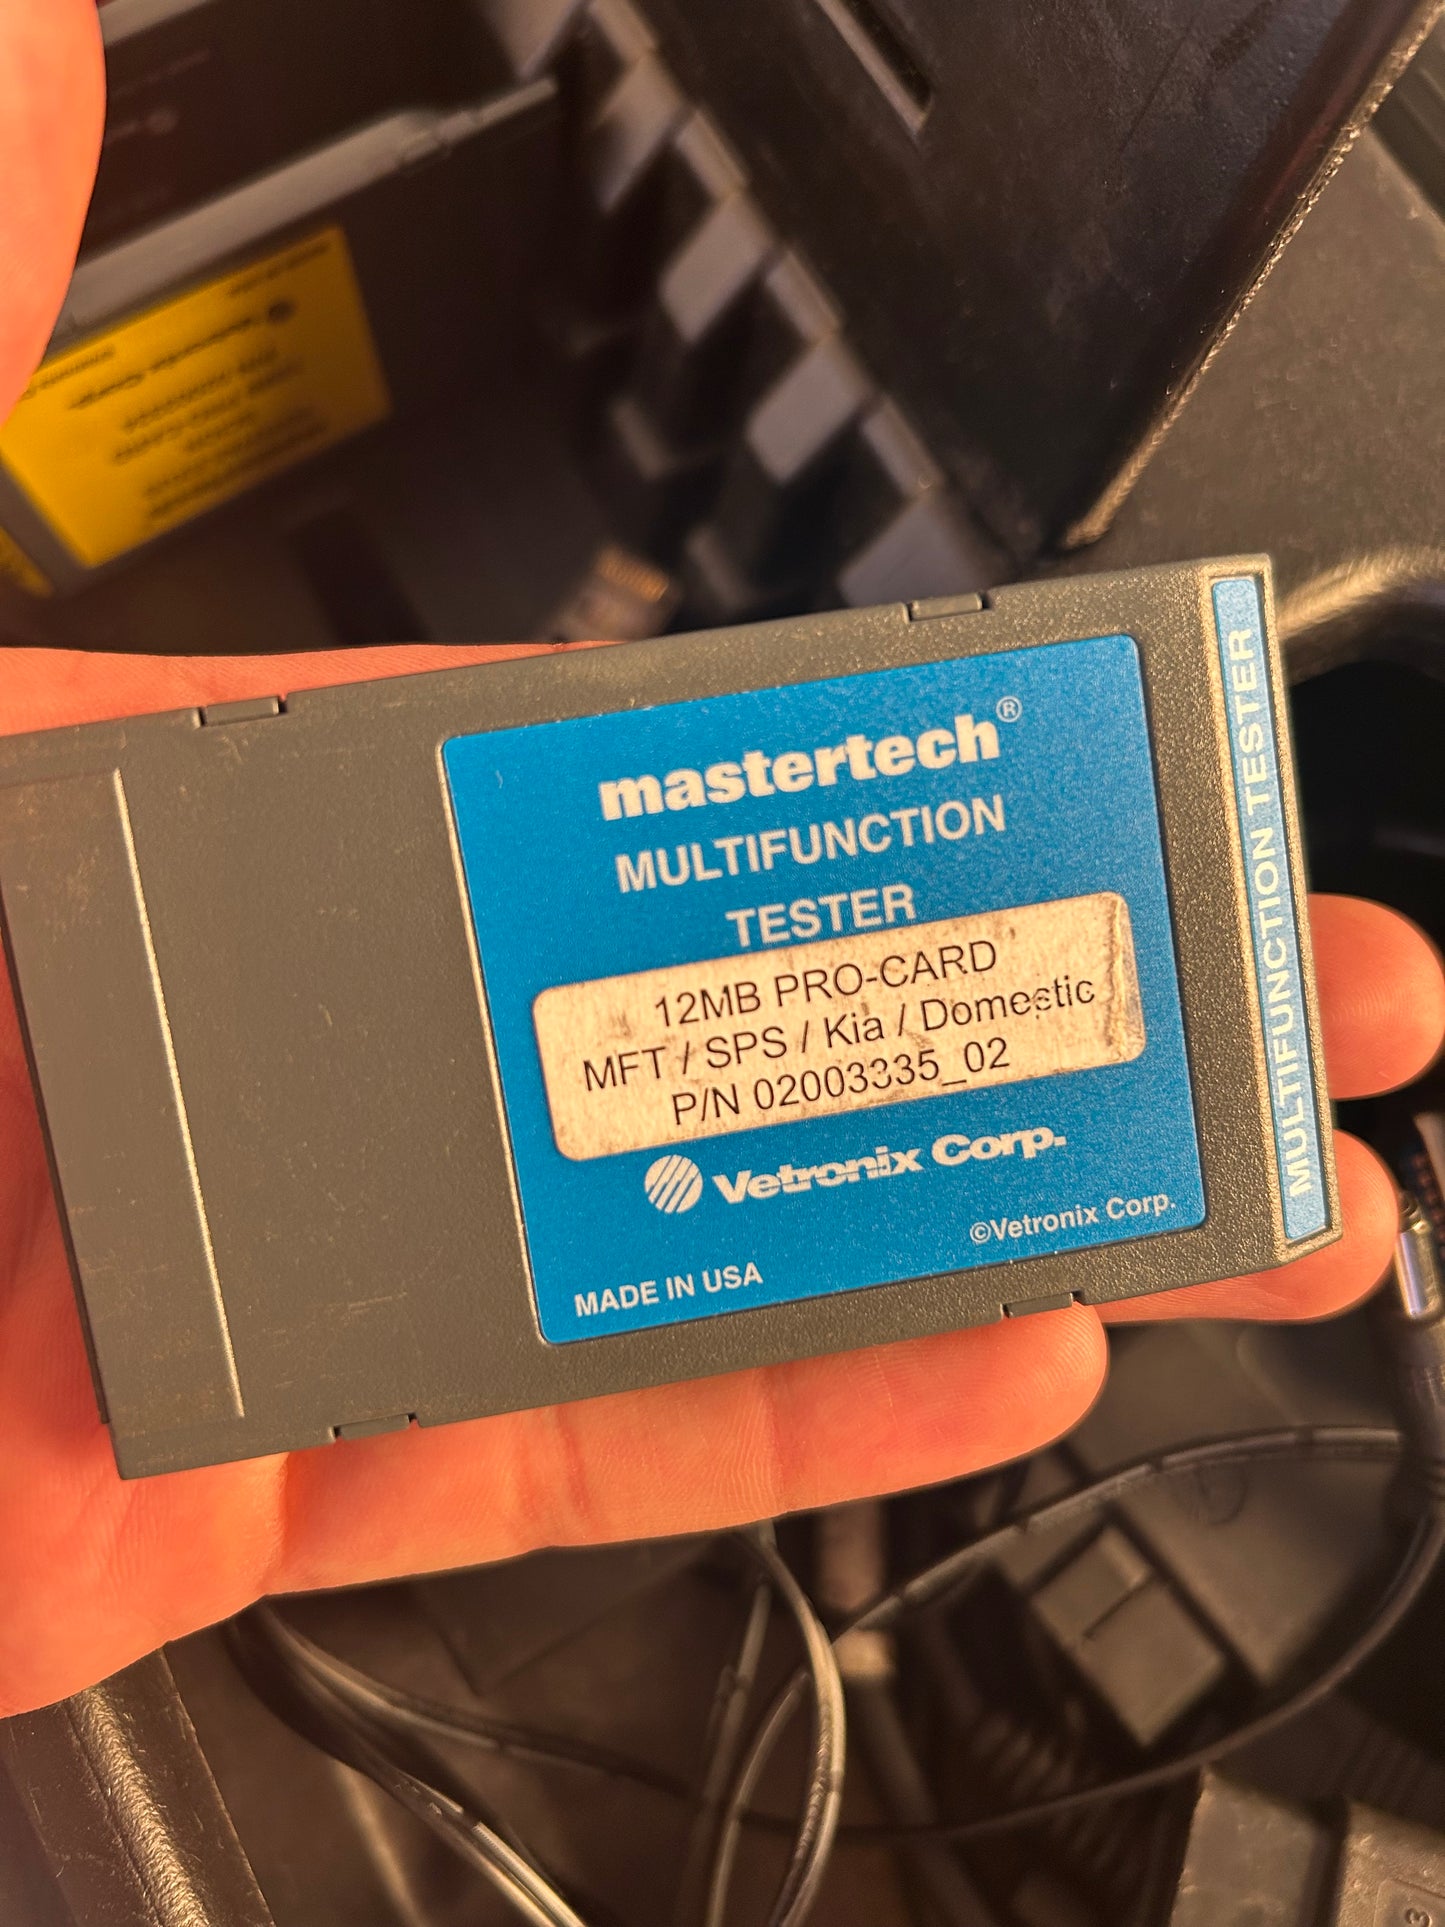 mastertech®
MULTIFUNCTION
TESTER
12MB PRO-CARD
MFT / SPS / Kia / Domestic
P/N 02003335_02
Vetronix Corp.
©Vetronix Corp.
MADE IN USA
MULTIFUNCTION TESTER